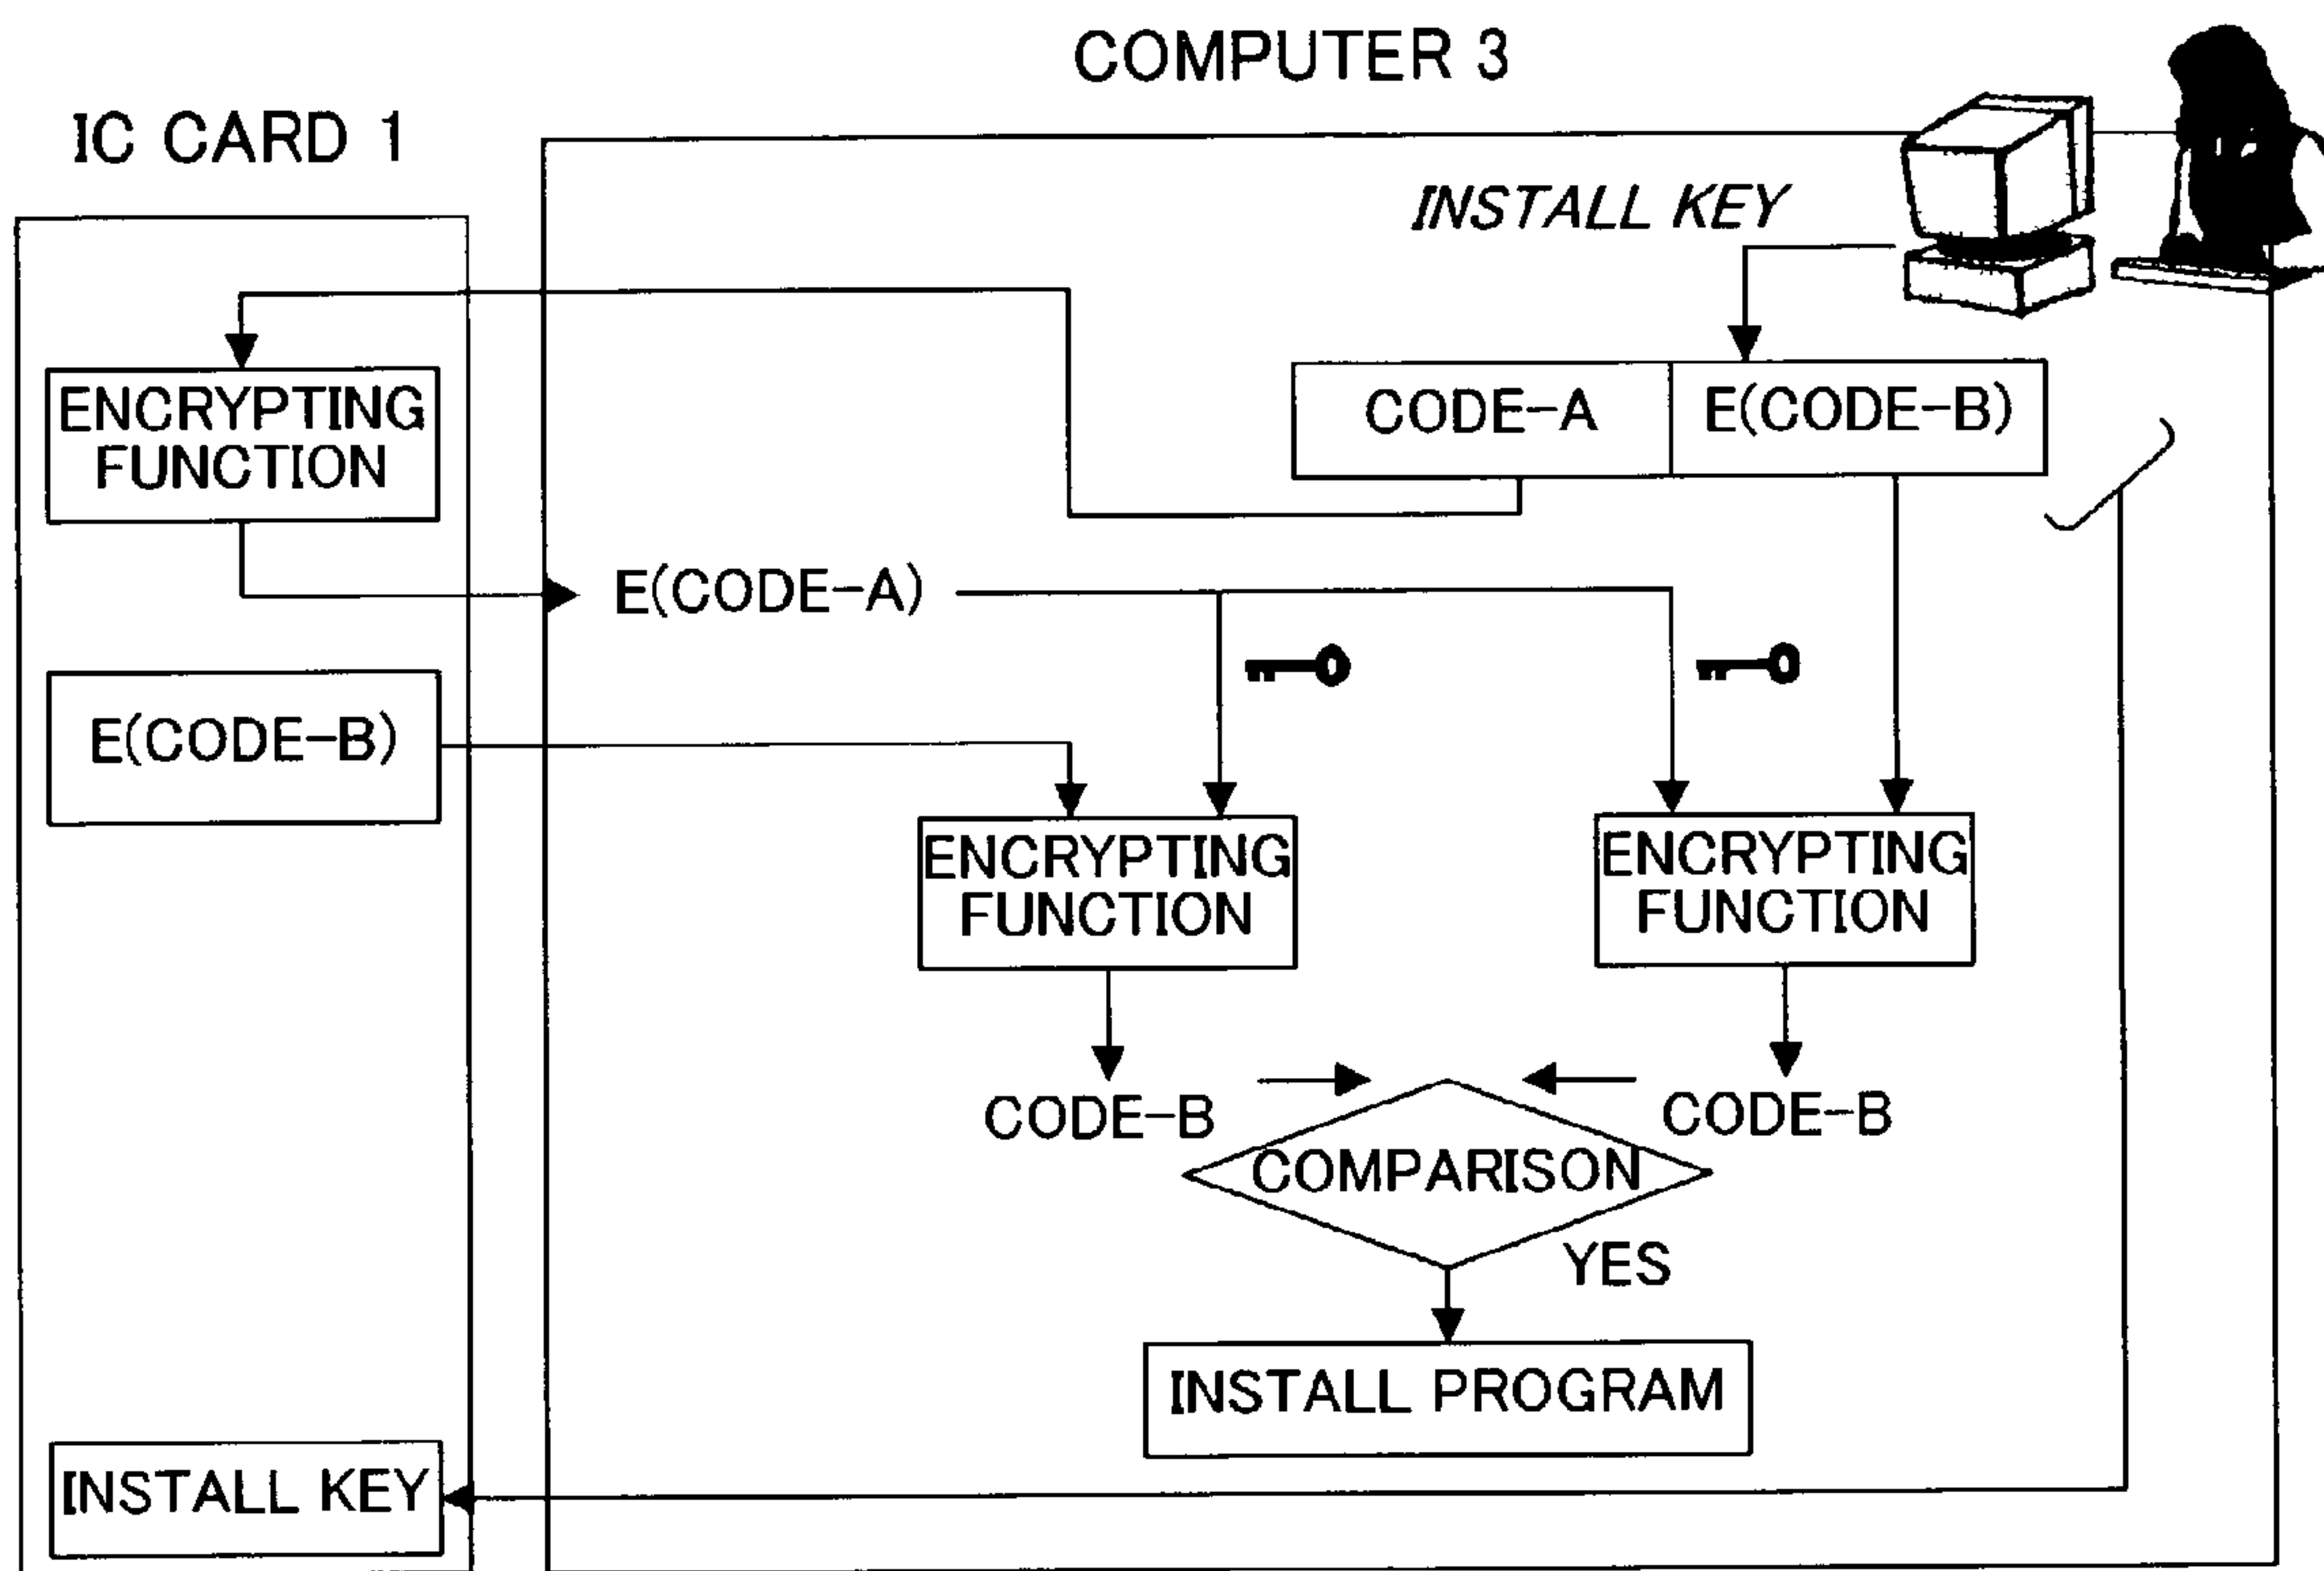 COMPUTER 3
IC CARD 1
INSTALL KEY
ENCRYPTING
FUNCTION
CODE-A
E(CODE-B)
E(CODE-A)
E(CODE-B)
ENCRYPTING
FUNCTION
ENCRYPTING
FUNCTION
CODE-B
CODE-B
COMPARISON
YES
INSTALL PROGRAM
INSTALL KEY